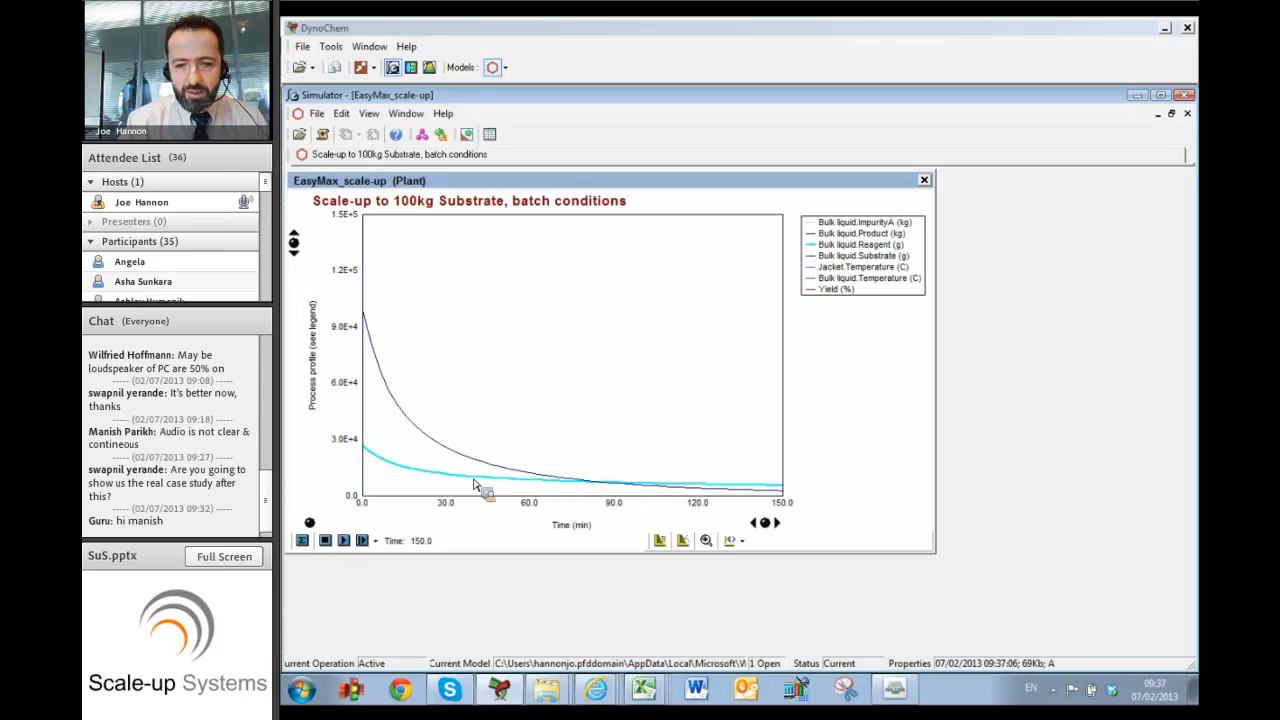 Joe Hannon
Attendee List (36)
Hosts (1)
Joe Hannon
Presenters (0)
Participants (35)
Angela
Asha Sunkara
Chat (Everyone)
Wilfried Hoffmann: May be
loudspeaker of PC are 50% on
----- (02/07/2013 09:08) -----
swapnil yerande: It's better now,
thanks
----- (02/07/2013 09:18) -----
Manish Parikh: Audio is not clear &
contineous
----- (02/07/2013 09:27) -----
swapnil yerande: Are you going to
show us the real case study after
this?
----- (02/07/2013 09:32) -----
Guru: hi manish
SuS.pptx
Full Screen
Scale-up Systems
DynoChem
File Tools Window Help
Models:
Simulator - [EasyMax_scale-up]
File Edit View Window Help
Scale-up to 100kg Substrate, batch conditions
EasyMax_scale-up (Plant)
Scale-up to 100kg Substrate, batch conditions
1.5E+5
1.2E+5
9.0E+4
6.0E+4
3.0E+4
0.0
Process profile (see legend)
0.0 30.0 60.0 90.0 120.0 150.0
Time (min)
Bulk liquid.ImpurityA (kg)
Bulk liquid.Product (kg)
Bulk liquid.Reagent (g)
Bulk liquid.Substrate (g)
Jacket.Temperature (C)
Bulk liquid.Temperature (C)
Yield (%)
Time: 150.0
urrent Operation Active Current Model C:\Users\hannonjo.pfddomain\AppData\Local\Microsoft\W 1 Open Status Current Properties 07/02/2013 09:37:06; 69Kb; A
EN
09:37
07/02/2013